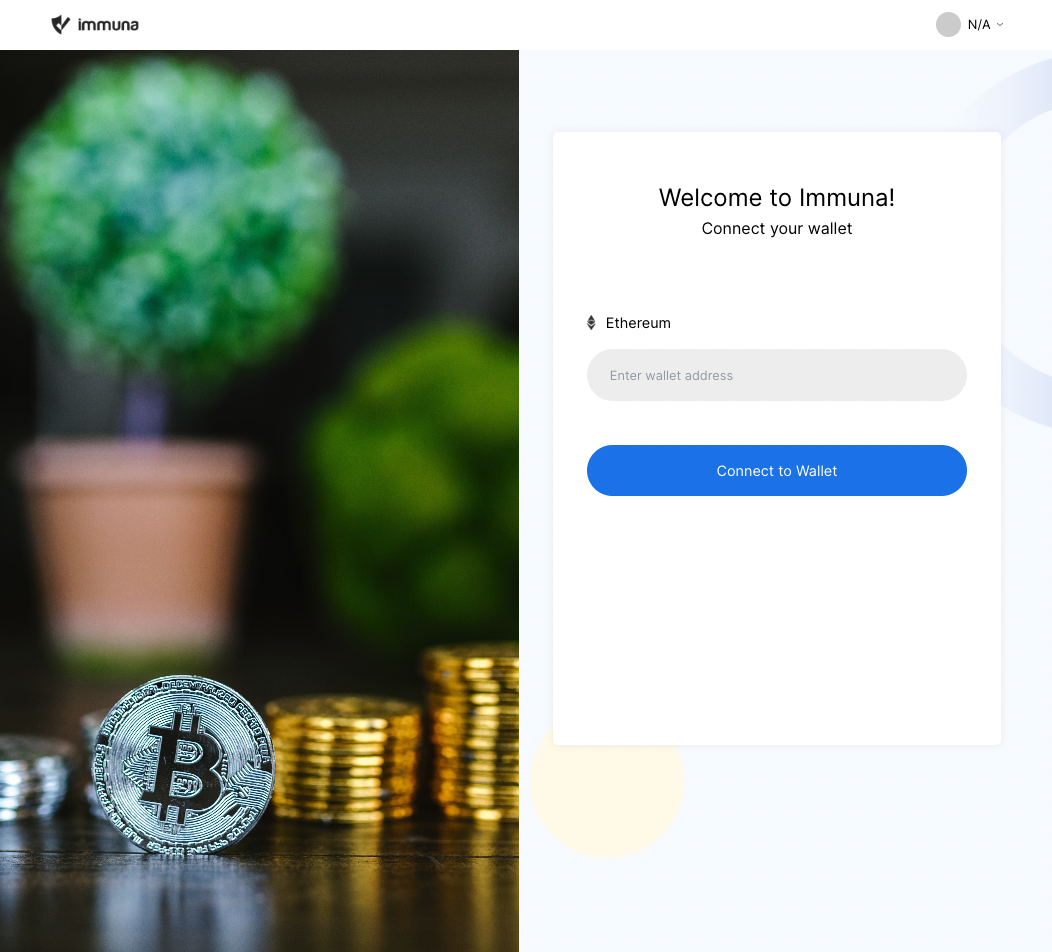 immuna
N/A
Welcome to Immuna!
Connect your wallet
Ethereum
Enter wallet address
Connect to Wallet